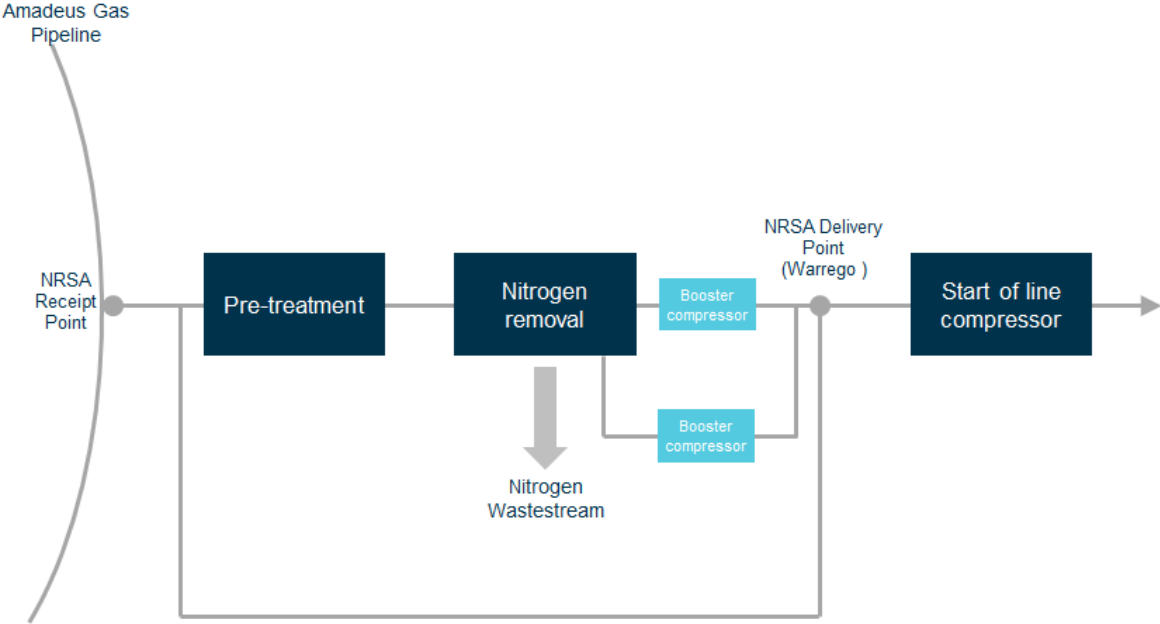 Amadeus Gas
Pipeline
NRSA
Receipt
Point
Pre-treatment
Nitrogen
removal
Booster
compressor
NRSA Delivery
Point
(Warrego )
Start of line
compressor
Booster
compressor
Nitrogen
Wastestream